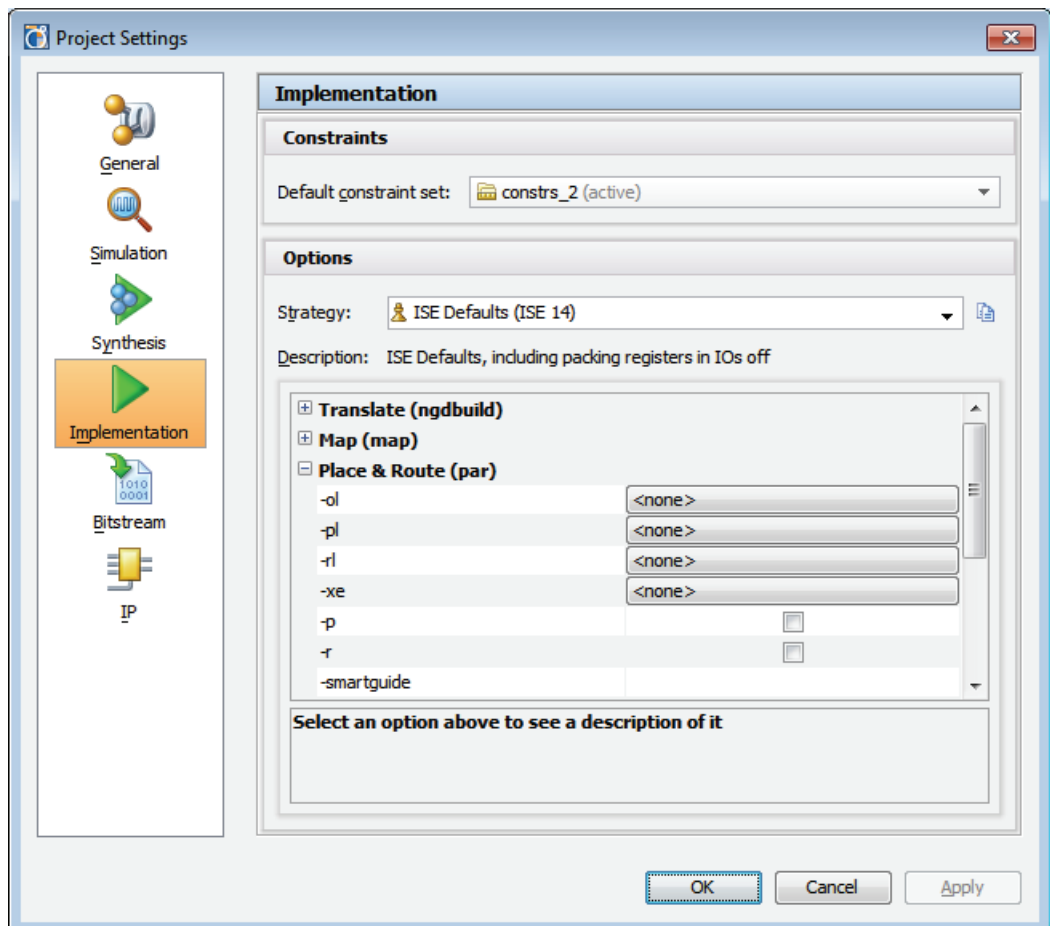 Project Settings
General
Simulation
Synthesis
Implementation
Bitstream
1010
0001
IP
Implementation
Constraints
Default constraint set: constrs_2 (active)
Options
Strategy: ISE Defaults (ISE 14)
Description: ISE Defaults, including packing registers in IOs off
Translate (ngdbuild)
Map (map)
Place & Route (par)
-ol <none>
-pl <none>
-rl <none>
-xe <none>
-p
-r
-smartguide
Select an option above to see a description of it
OK Cancel Apply